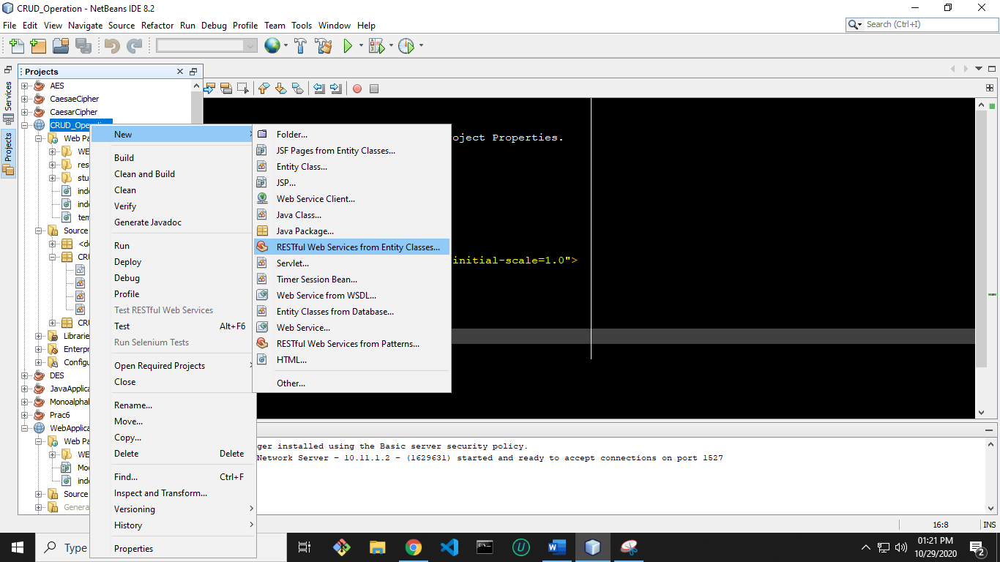 CRUD_Operation - NetBeans IDE 8.2
File Edit View Navigate Source Refactor Run Debug Profile Team Tools Window Help
Search (Ctrl+I)
Services
Projects
Projects
AES
CaesaeCipher
CaesarCipher
CRUD_Operation
Web Pa
WE
res
stu
ind
ind
tem
Source
<de
CRU
CRU
Librarie
Enterpr
Configu
DES
JavaApplica
Monoalphal
Prac6
WebApplica
Web Pa
WE
Mod
ind
Source
Genera
New
Build
Clean and Build
Clean
Verify
Generate Javadoc
Run
Deploy
Debug
Profile
Test RESTful Web Services
Test Alt+F6
Run Selenium Tests
Open Required Projects
Close
Rename...
Move...
Copy...
Delete Delete
Find... Ctrl+F
Inspect and Transform...
Versioning
History
Properties
Folder...
JSF Pages from Entity Classes...
Entity Class...
JSP...
Web Service Client...
Java Class...
Java Package...
RESTful Web Services from Entity Classes...
Servlet...
Timer Session Bean...
Web Service from WSDL...
Entity Classes from Database...
Web Service...
RESTful Web Services from Patterns...
HTML...
Other...
oject Properties.
initial-scale=1.0">
ger installed using the Basic server security policy.
Network Server - 10.11.1.2 - (1629631) started and ready to accept connections on port 1527
16:8 INS
Type
01:21 PM
10/29/2020
2